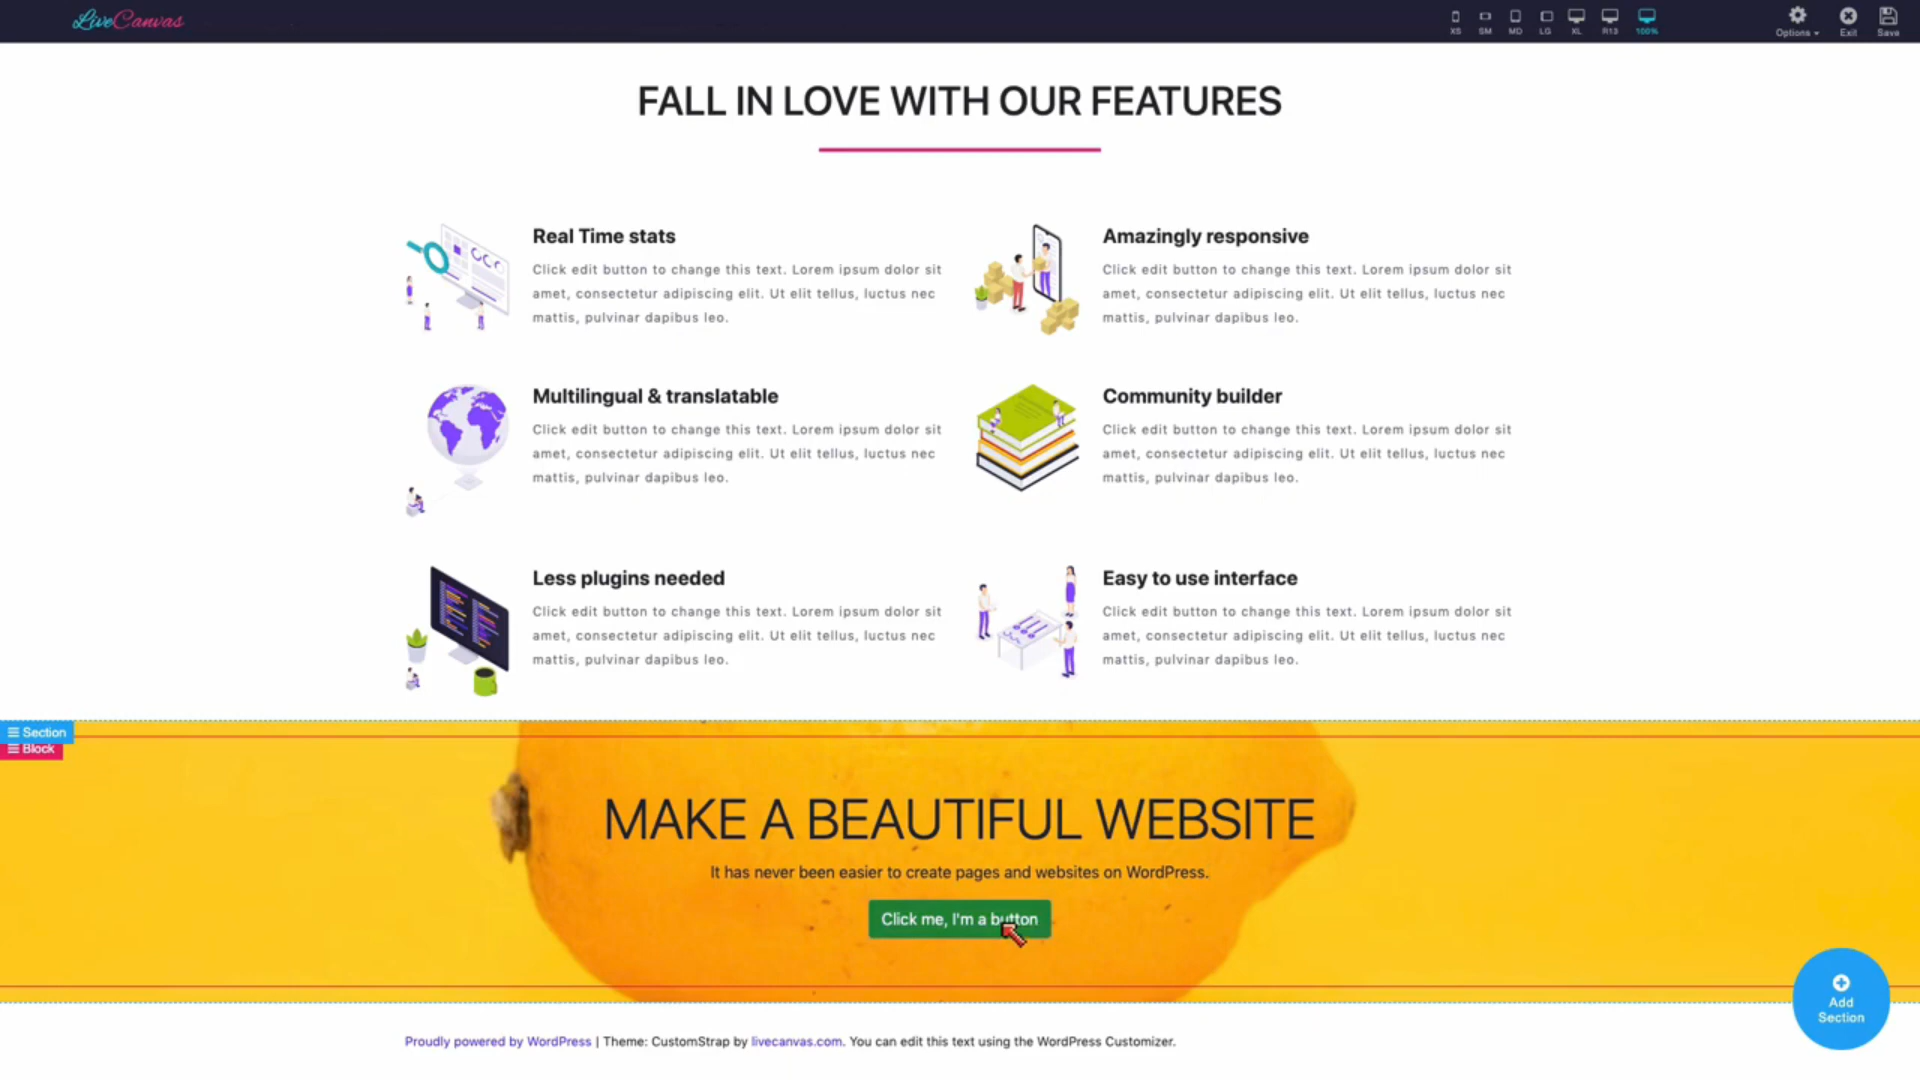 LiveCanvas
XS SM MD LG XL R13 100% Options Exit Save
FALL IN LOVE WITH OUR FEATURES
Real Time stats
Click edit button to change this text. Lorem ipsum dolor sit
amet, consectetur adipiscing elit. Ut elit tellus, luctus nec
mattis, pulvinar dapibus leo.
Amazingly responsive
Click edit button to change this text. Lorem ipsum dolor sit
amet, consectetur adipiscing elit. Ut elit tellus, luctus nec
mattis, pulvinar dapibus leo.
Multilingual & translatable
Click edit button to change this text. Lorem ipsum dolor sit
amet, consectetur adipiscing elit. Ut elit tellus, luctus nec
mattis, pulvinar dapibus leo.
Community builder
Click edit button to change this text. Lorem ipsum dolor sit
amet, consectetur adipiscing elit. Ut elit tellus, luctus nec
mattis, pulvinar dapibus leo.
Less plugins needed
Click edit button to change this text. Lorem ipsum dolor sit
amet, consectetur adipiscing elit. Ut elit tellus, luctus nec
mattis, pulvinar dapibus leo.
Easy to use interface
Click edit button to change this text. Lorem ipsum dolor sit
amet, consectetur adipiscing elit. Ut elit tellus, luctus nec
mattis, pulvinar dapibus leo.
Section
Block
MAKE A BEAUTIFUL WEBSITE
It has never been easier to create pages and websites on WordPress.
Click me, I'm a button
Add
Section
Proudly powered by WordPress | Theme: CustomStrap by livecanvas.com. You can edit this text using the WordPress Customizer.